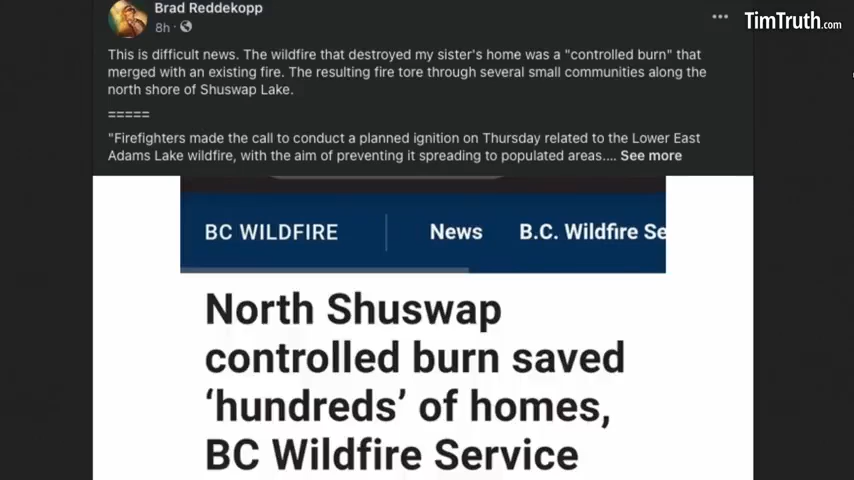 Brad Reddekopp
8h ·
TimTruth.com
This is difficult news. The wildfire that destroyed my sister's home was a "controlled burn" that
merged with an existing fire. The resulting fire tore through several small communities along the
north shore of Shuswap Lake.
=====
"Firefighters made the call to conduct a planned ignition on Thursday related to the Lower East
Adams Lake wildfire, with the aim of preventing it spreading to populated areas.... See more
BC WILDFIRE News B.C. Wildfire Se
North Shuswap
controlled burn saved
‘hundreds’ of homes,
BC Wildfire Service